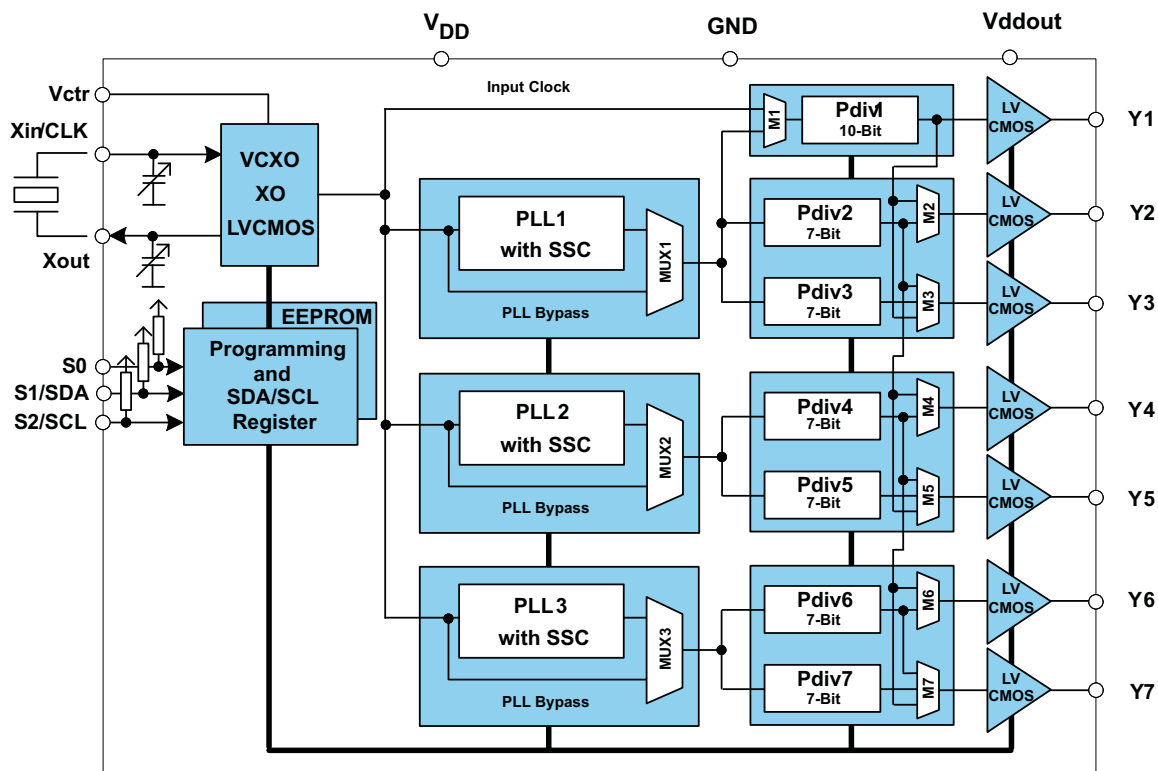 VDD
GND
Vddout
Vctr
Input Clock
Xin/CLK
VCXO
XO
LVCMOS
Xout
M1
Pdiv1
10-Bit
LV
CMOS
Y1
PLL1
with SSC
MUX1
PLL Bypass
Pdiv2
7-Bit
M2
LV
CMOS
Y2
Pdiv3
7-Bit
M3
LV
CMOS
Y3
EEPROM
Programming
and
SDA/SCL
Register
S0
S1/SDA
S2/SCL
PLL2
with SSC
MUX2
PLL Bypass
Pdiv4
7-Bit
M4
LV
CMOS
Y4
Pdiv5
7-Bit
M5
LV
CMOS
Y5
PLL3
with SSC
MUX3
PLL Bypass
Pdiv6
7-Bit
M6
LV
CMOS
Y6
Pdiv7
7-Bit
M7
LV
CMOS
Y7